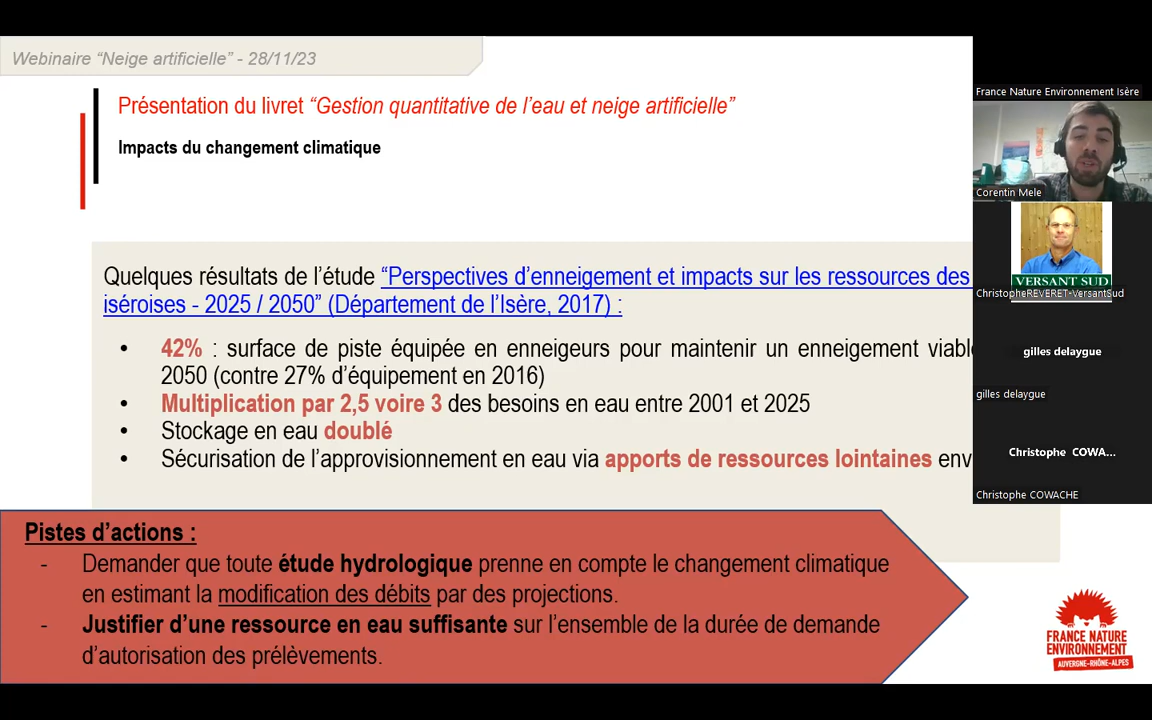 Webinaire “Neige artificielle” - 28/11/23
Présentation du livret “Gestion quantitative de l’eau et neige artificielle”
Impacts du changement climatique
Quelques résultats de l’étude “Perspectives d’enneigement et impacts sur les ressources des
iséroises - 2025 / 2050” (Département de l’Isère, 2017) :
• 42% : surface de piste équipée en enneigeurs pour maintenir un enneigement
2050 (contre 27% d’équipement en 2016)
• Multiplication par 2,5 voire 3 des besoins en eau entre 2001 et 2025
• Stockage en eau doublé
• Sécurisation de l’approvisionnement en eau via apports de ressources lointaines
Pistes d’actions :
- Demander que toute étude hydrologique prenne en compte le changement climatique
en estimant la modification des débits par des projections.
- Justifier d’une ressource en eau suffisante sur l’ensemble de la durée de demande
d’autorisation des prélèvements.
France Nature Environnement Isère
Corentin Mele
VERSANT SUD
ChristopheREVERET-VersantSud
gilles delaygue
gilles delaygue
Christophe COWA...
Christophe COWACHE
FRANCE NATURE
ENVIRONNEMENT
AUVERGNE-RHÔNE-ALPES